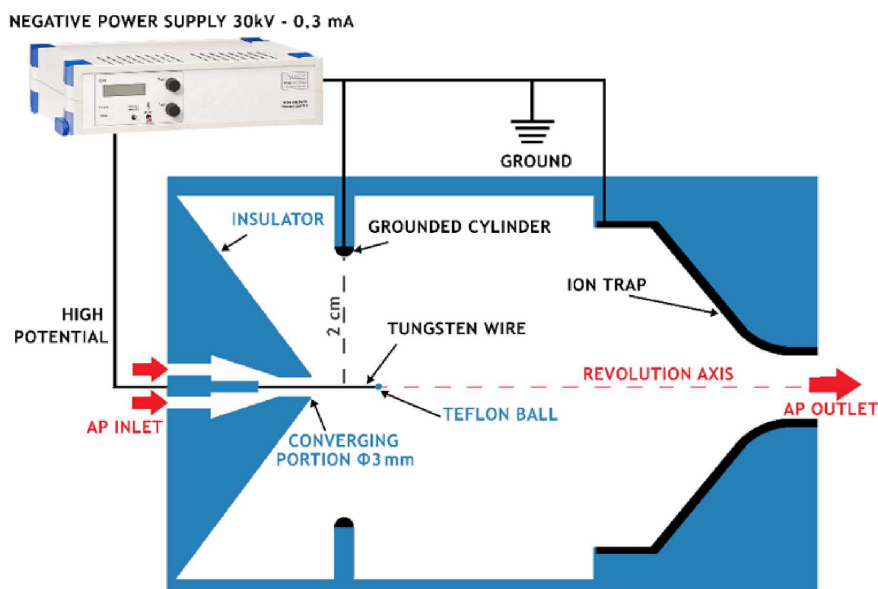 NEGATIVE POWER SUPPLY 30kV - 0,3 mA
GROUND
INSULATOR
GROUNDED CYLINDER
ION TRAP
HIGH
POTENTIAL
2 cm
TUNGSTEN WIRE
REVOLUTION AXIS
AP INLET
TEFLON BALL
AP OUTLET
CONVERGING
PORTION Φ3mm